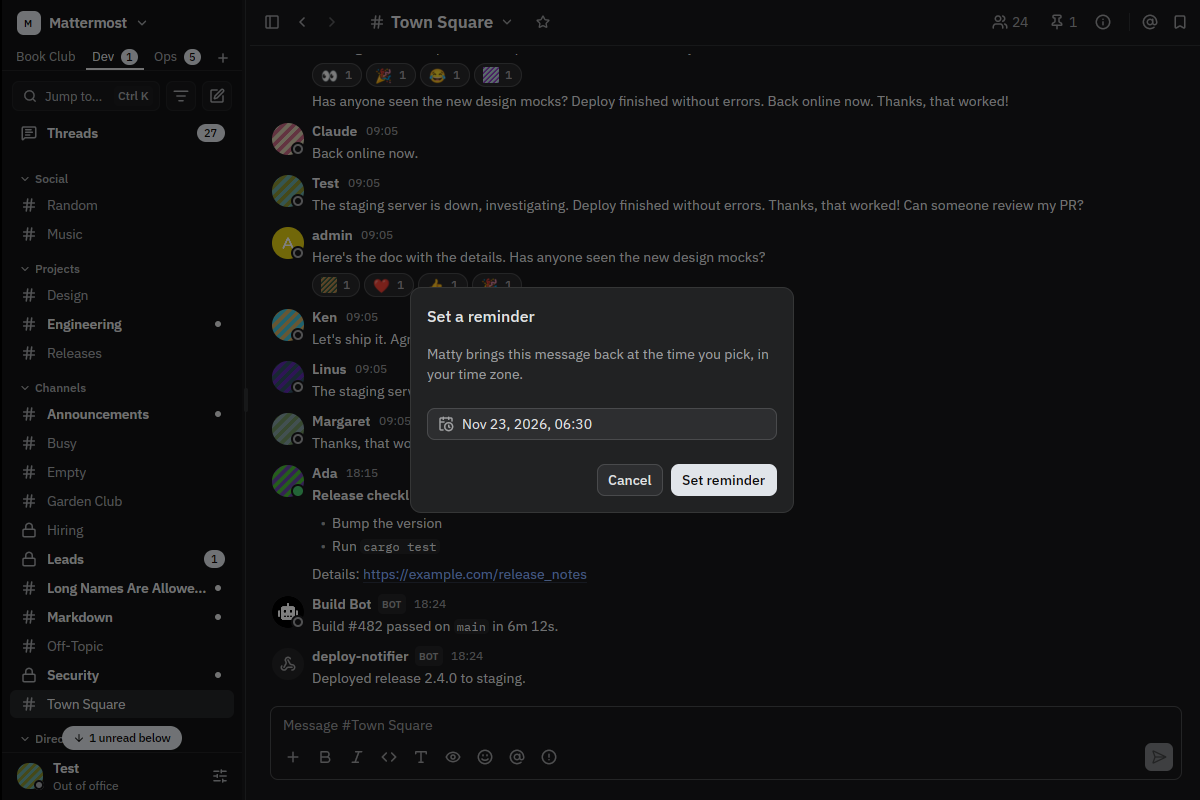 M Mattermost
Book Club Dev 1 Ops 5
Jump to... Ctrl K
Threads 27
Social
Random
Music
Projects
Design
Engineering
Releases
Channels
Announcements
Busy
Empty
Garden Club
Hiring
Leads 1
Long Names Are Allowe...
Markdown
Off-Topic
Security
Town Square
1 unread below
Test
Out of office
# Town Square
24 1
1 1 1 1
Has anyone seen the new design mocks? Deploy finished without errors. Back online now. Thanks, that worked!
Claude 09:05
Back online now.
Test 09:05
The staging server is down, investigating. Deploy finished without errors. Thanks, that worked! Can someone review my PR?
A admin 09:05
Here's the doc with the details. Has anyone seen the new design mocks?
1 1 1 1
Ken 09:05
Let's ship it.
Linus 09:05
The staging
Margaret 09:05
Thanks, that
Ada 18:15
Release
• Bump the version
• Run cargo test
Details: https://example.com/release_notes
Build Bot BOT 18:24
Build #482 passed on main in 6m 12s.
deploy-notifier BOT 18:24
Deployed release 2.4.0 to staging.
Message #Town Square
Set a reminder
Matty brings this message back at the time you pick, in
your time zone.
Nov 23, 2026, 06:30
Cancel Set reminder